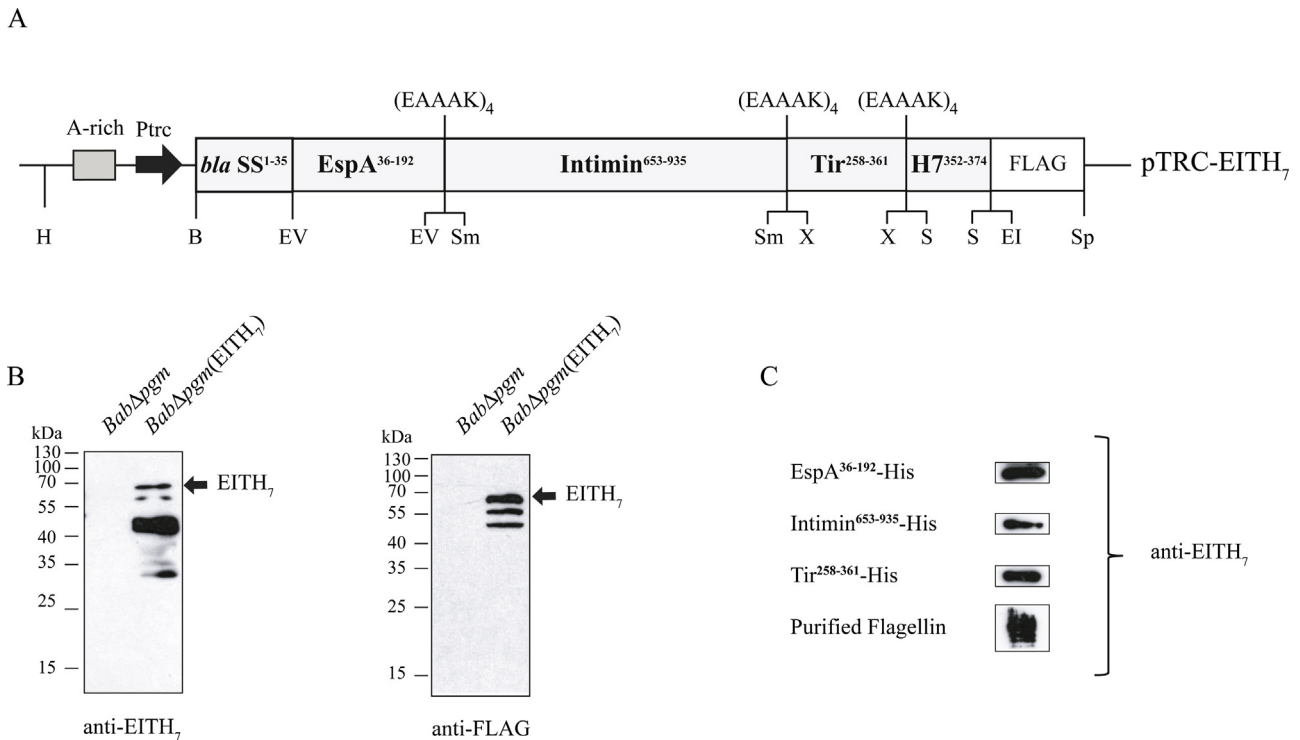 A
(EAAAK)4 (EAAAK)4 (EAAAK)4
A-rich Ptrc
bla SS1-35 EspA36-192 Intimin653-935 Tir258-361 H7352-374 FLAG pTRC-EITH7
H B EV EV Sm Sm X X S S EI Sp
B
BabΔpgm
BabΔpgm(EITH7)
kDa
130
100
70
55
40
35
25
15
EITH7
anti-EITH7
BabΔpgm
BabΔpgm(EITH7)
kDa
130
100
70
55
40
35
25
15
EITH7
anti-FLAG
C
EspA36-192-His
Intimin653-935-His
Tir258-361-His
Purified Flagellin
anti-EITH7